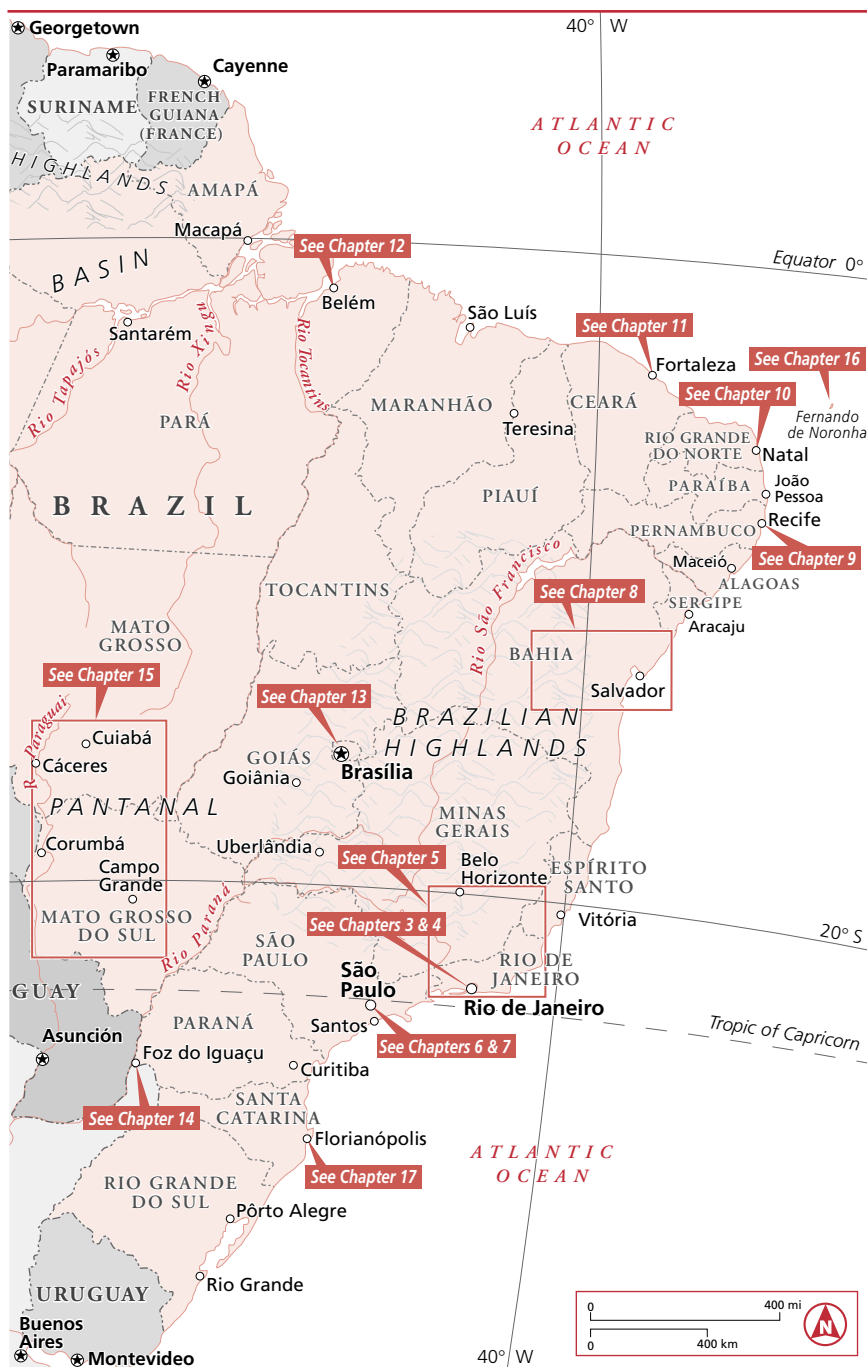 40° W
Georgetown
Paramaribo
Cayenne
SURINAME
FRENCH
GUIANA
(FRANCE)
ATLANTIC
OCEAN
HIGHLANDS
AMAPÁ
Macapá
See Chapter 12
Equator 0°
BASIN
Belém
São Luís
Santarém
Rio Xingu
Rio Tocantins
Rio Tapajós
See Chapter 11
Fortaleza
See Chapter 16
See Chapter 10
Fernando
de Noronha
MARANHÃO
CEARÁ
PARÁ
Teresina
RIO GRANDE
DO NORTE
Natal
BRAZIL
PIAUÍ
PARAÍBA
João
Pessoa
Recife
PERNAMBUCO
See Chapter 9
Maceió
ALAGOAS
Rio São Francisco
TOCANTINS
See Chapter 8
SERGIPE
Aracaju
MATO
GROSSO
BAHIA
See Chapter 15
See Chapter 13
Salvador
R. Paraguai
BRAZILIAN
HIGHLANDS
Cuiabá
GOIÁS
Brasília
Cáceres
Goiânia
PANTANAL
MINAS
GERAIS
Corumbá
Uberlândia
See Chapter 5
Campo
Grande
Belo
Horizonte
ESPÍRITO
SANTO
MATO GROSSO
DO SUL
Vitória
20° S
Rio Paraná
See Chapters 3 & 4
SÃO
PAULO
RIO DE
JANEIRO
GUAY
São
Paulo
Rio de Janeiro
PARANÁ
Santos
Tropic of Capricorn
Asunción
Foz do Iguaçu
See Chapters 6 & 7
Curitiba
SANTA
CATARINA
See Chapter 14
Florianópolis
ATLANTIC
OCEAN
See Chapter 17
RIO GRANDE
DO SUL
Pôrto Alegre
Rio Grande
URUGUAY
0 400 mi
0 400 km
N
Buenos
Aires
Montevideo
40° W